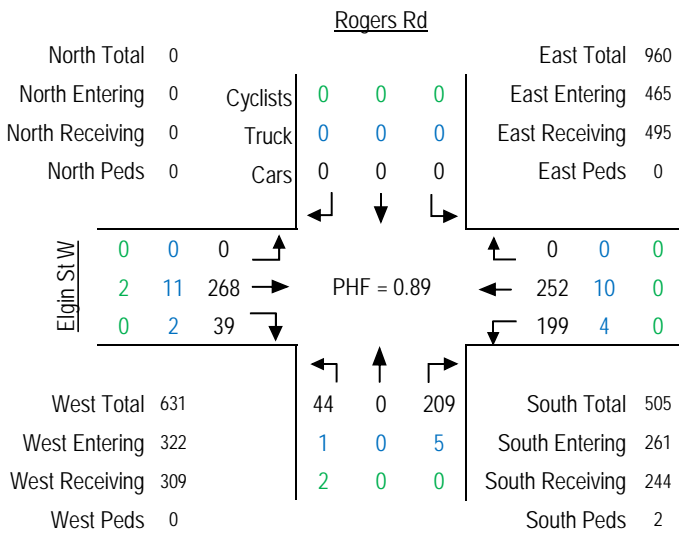 Rogers Rd
North Total 0
North Entering 0
North Receiving 0
North Peds 0
Cyclists 0 0 0
Truck 0 0 0
Cars 0 0 0
East Total 960
East Entering 465
East Receiving 495
East Peds 0
Elgin St W
0 0 0
2 11 268
0 2 39
PHF = 0.89
0 0 0
252 10 0
199 4 0
West Total 631
West Entering 322
West Receiving 309
West Peds 0
44 0 209
1 0 5
2 0 0
South Total 505
South Entering 261
South Receiving 244
South Peds 2